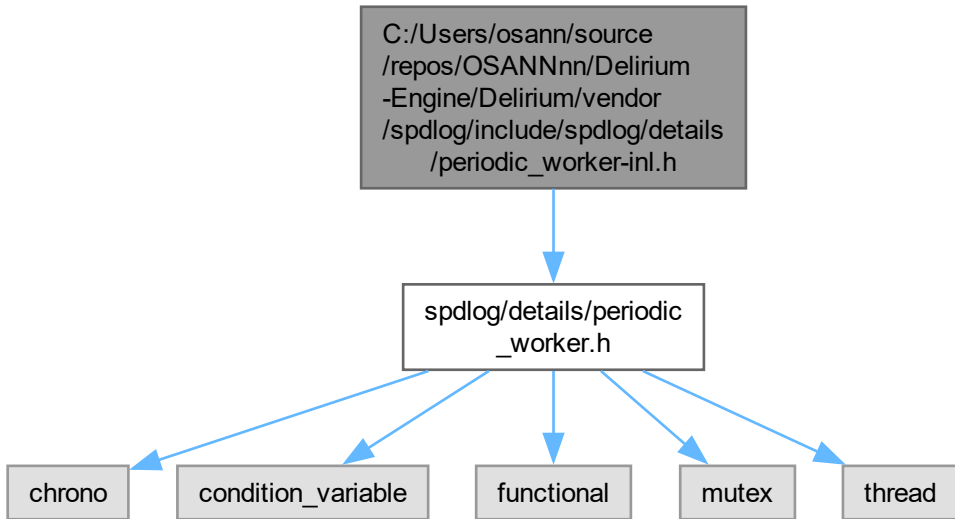 C:/Users/osann/source
/repos/OSANNnn/Delirium
-Engine/Delirium/vendor
/spdlog/include/spdlog/details
/periodic_worker-inl.h
spdlog/details/periodic
_worker.h
chrono
condition_variable
functional
mutex
thread